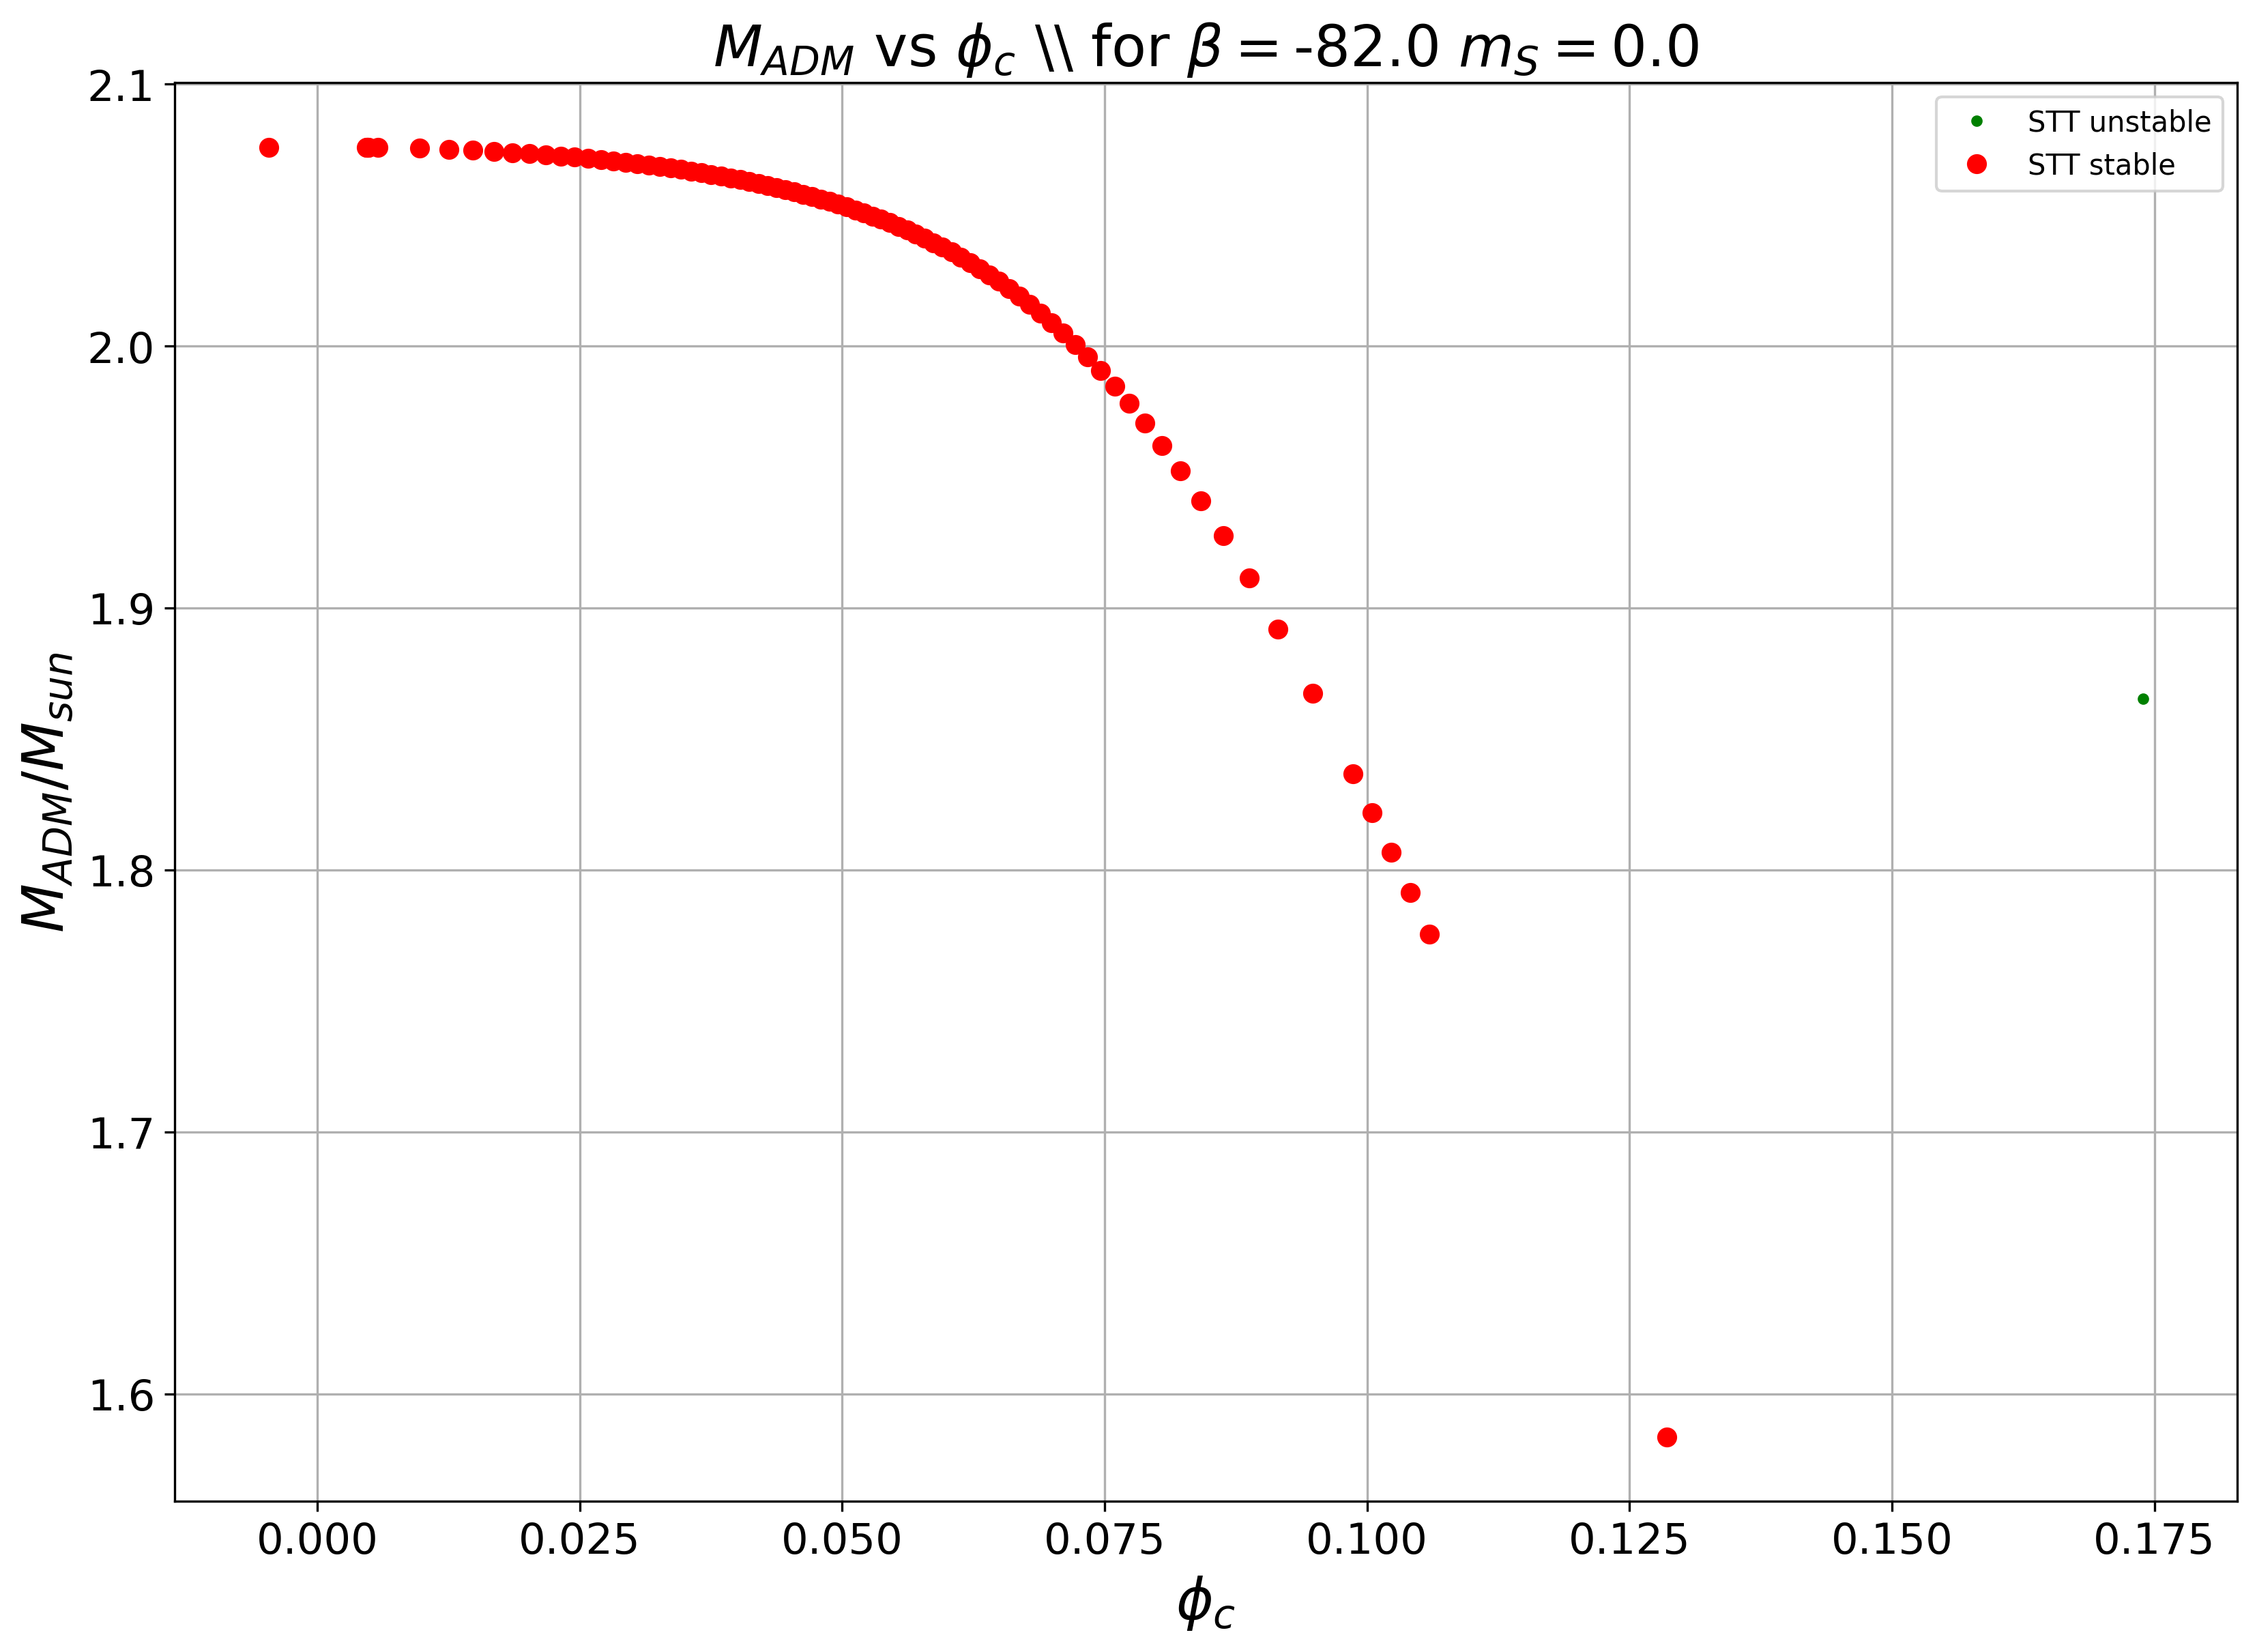 M_ADM vs ϕ_c \\ for β = -82.0 m_S = 0.0
STT unstable
STT stable
M_ADM/M_sun
2.1
2.0
1.9
1.8
1.7
1.6
0.000 0.025 0.050 0.075 0.100 0.125 0.150 0.175
ϕ_c